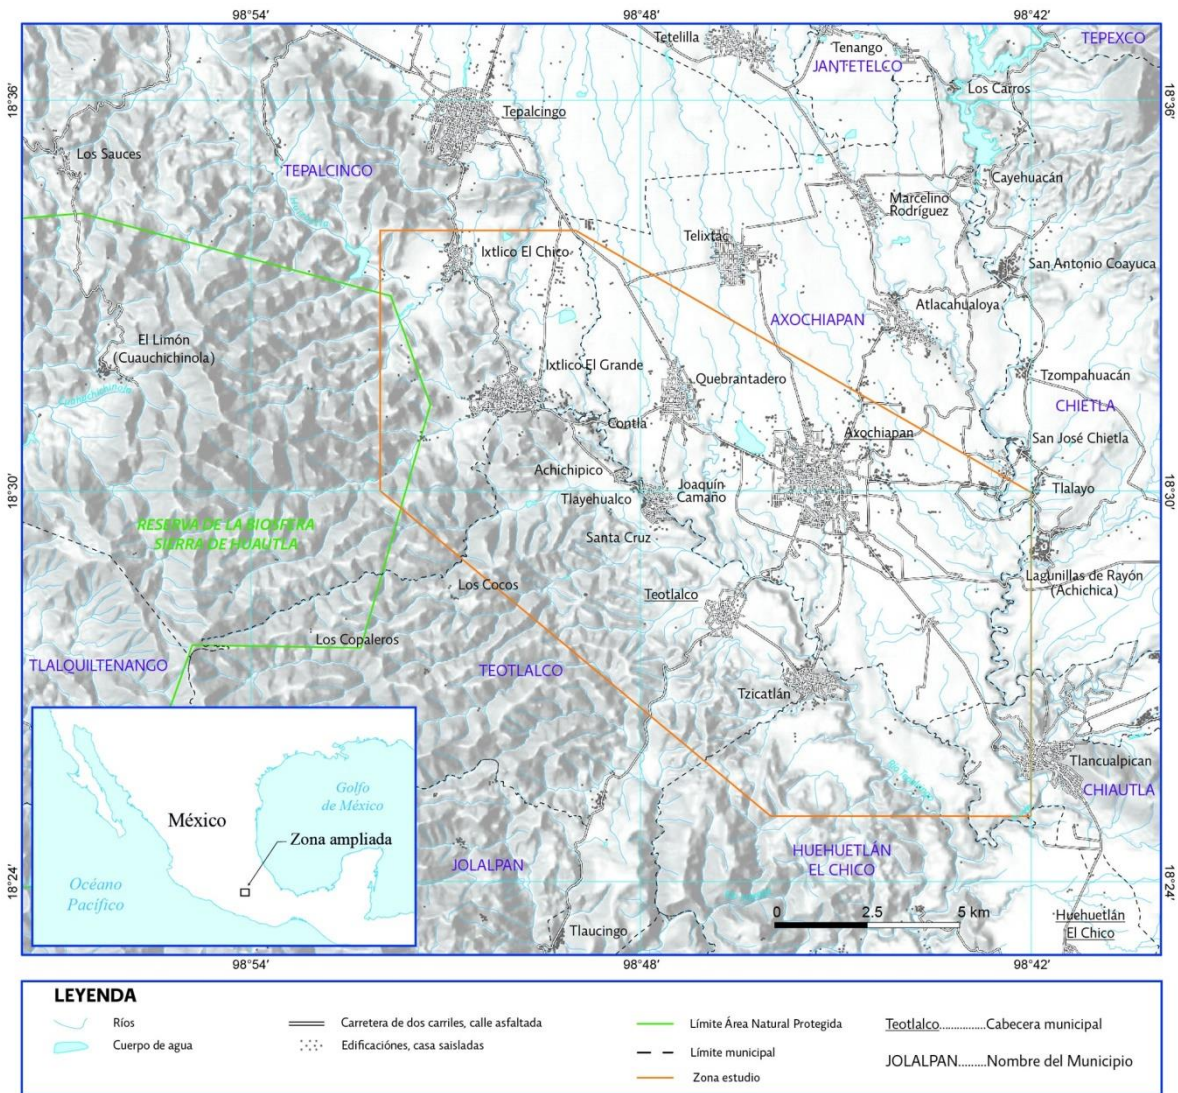 98°54'
98°48'
98°42'
Tetelilla
Tenango
JANTETELCO
TEPEXCO
18°36'
18°36'
Los Carros
Tepalcingo
Los Sauces
TEPALCINGO
Cayehuacán
Marcelino
Rodríguez
Telixtac
Ixtlico El Chico
San Antonio Coayuca
Atlacahualoya
AXOCHIAPAN
El Limón
(Cuauchichinola)
Ixtlico El Grande
Quebrantadero
Tzompahuacán
CHIETLA
Contla
Axochiapan
San José Chietla
Achichipico
Joaquín
Camaño
Tlalayo
18°30'
18°30'
Tlayehualco
RESERVA DE LA BIOSFERA
SIERRA DE HUAUTLA
Santa Cruz
Lagunillas de Rayón
(Achichica)
Los Cocos
Teotlalco
Los Copaleros
TLALQUILTENANGO
TEOTLALCO
Tzicatlán
Tlancualpican
CHIAUTLA
Golfo
de México
México
Zona ampliada
Océano
Pacífico
JOLALPAN
HUEHUETLÁN
EL CHICO
18°24'
18°24'
0 2.5 5 km
Huehuetlán
El Chico
Tlaucingo
98°54'
98°48'
98°42'
LEYENDA
Ríos
Cuerpo de agua
Carretera de dos carriles, calle asfaltada
Edificaciónes, casa saisladas
Límite Área Natural Protegida
Límite municipal
Zona estudio
Teotlalco...............Cabecera municipal
JOLALPAN.........Nombre del Municipio